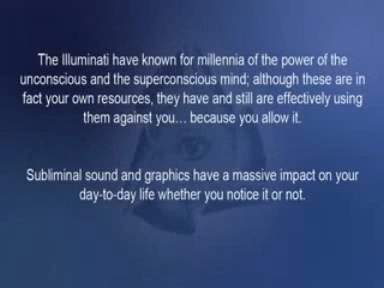 The Illuminati have known for millennia of the power of the
unconscious and the superconscious mind; although these are in
fact your own resources, they have and still are effectively using
them against you... because you allow it.
Subliminal sound and graphics have a massive impact on your
day-to-day life whether you notice it or not.